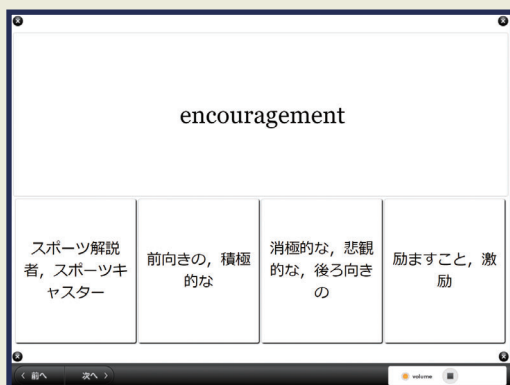 encouragement
スポーツ解説
者，スポーツキ
ャスター
前向きの，積極
的な
消極的な，悲観
的な，後ろ向き
の
励ますこと，激
励
〈 前へ 次へ 〉 volume